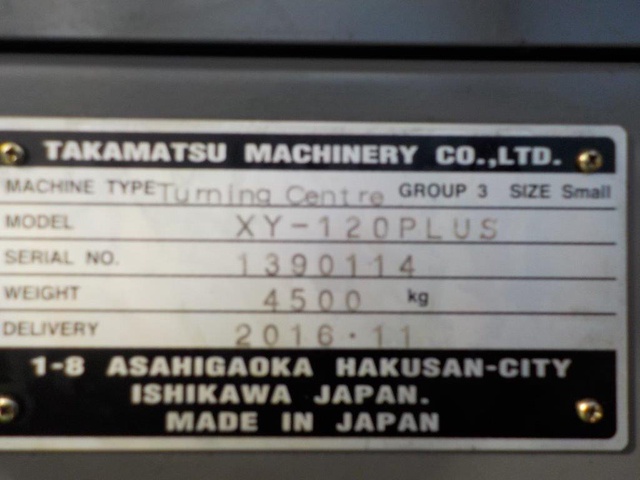 TAKAMATSU MACHINERY CO.,LTD.
MACHINE TYPE Turning Centre GROUP 3 SIZE Small
MODEL XY-120PLUS
SERIAL NO. 1390114
WEIGHT 4500 kg
DELIVERY 2016·11
1-8 ASAHIGAOKA HAKUSAN-CITY
ISHIKAWA JAPAN.
MADE IN JAPAN